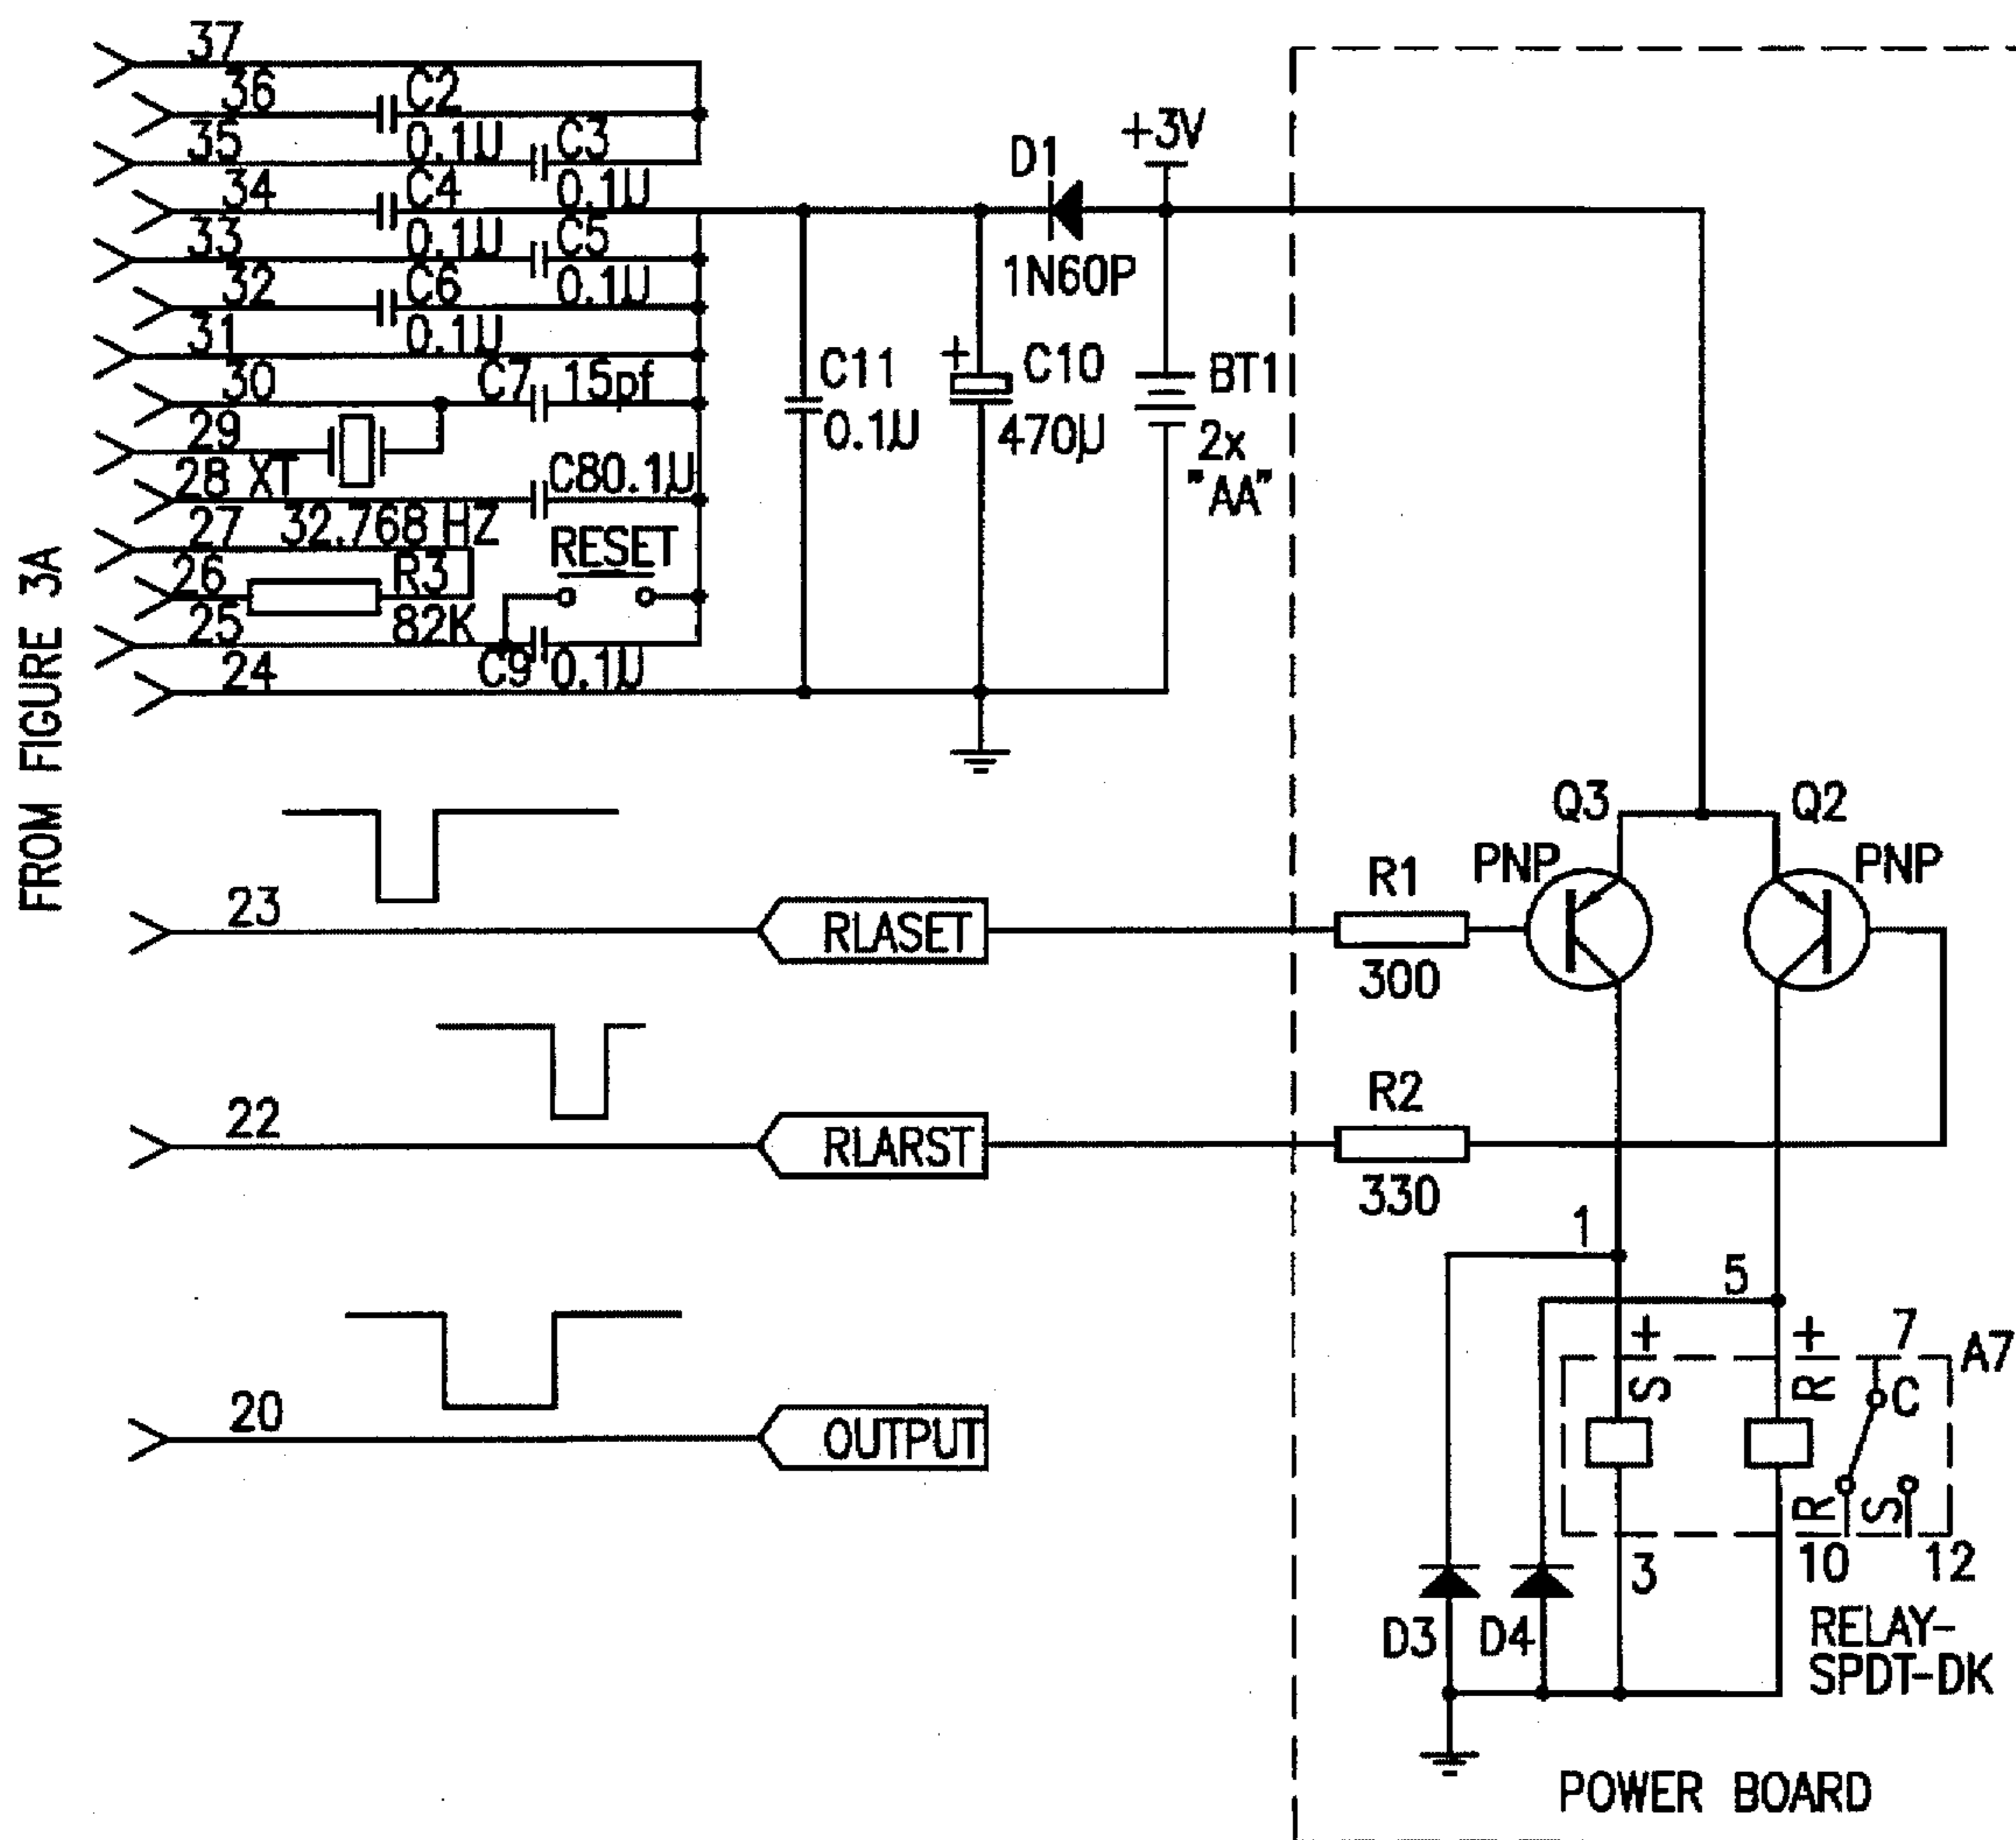 FROM FIGURE 3A
37
36
C2
0.1U
35
C3
0.1U
34
C4
0.1U
33
C5
0.1U
32
C6
0.1U
31
30
C7 15pf
29
XT
28
C8 0.1U
32.768 HZ
27
RESET
26
R3
82K
25
C9 0.1U
24
C11
0.1U
+
C10
470U
D1
1N60P
+3V
BT1
2x
"AA"
23
RLASET
R1
300
Q3
PNP
Q2
PNP
22
RLARST
R2
330
20
OUTPUT
1
5
+
S
+
R
7
C
A7
R
S
3
10
12
D3
D4
RELAY-
SPDT-DK
POWER BOARD